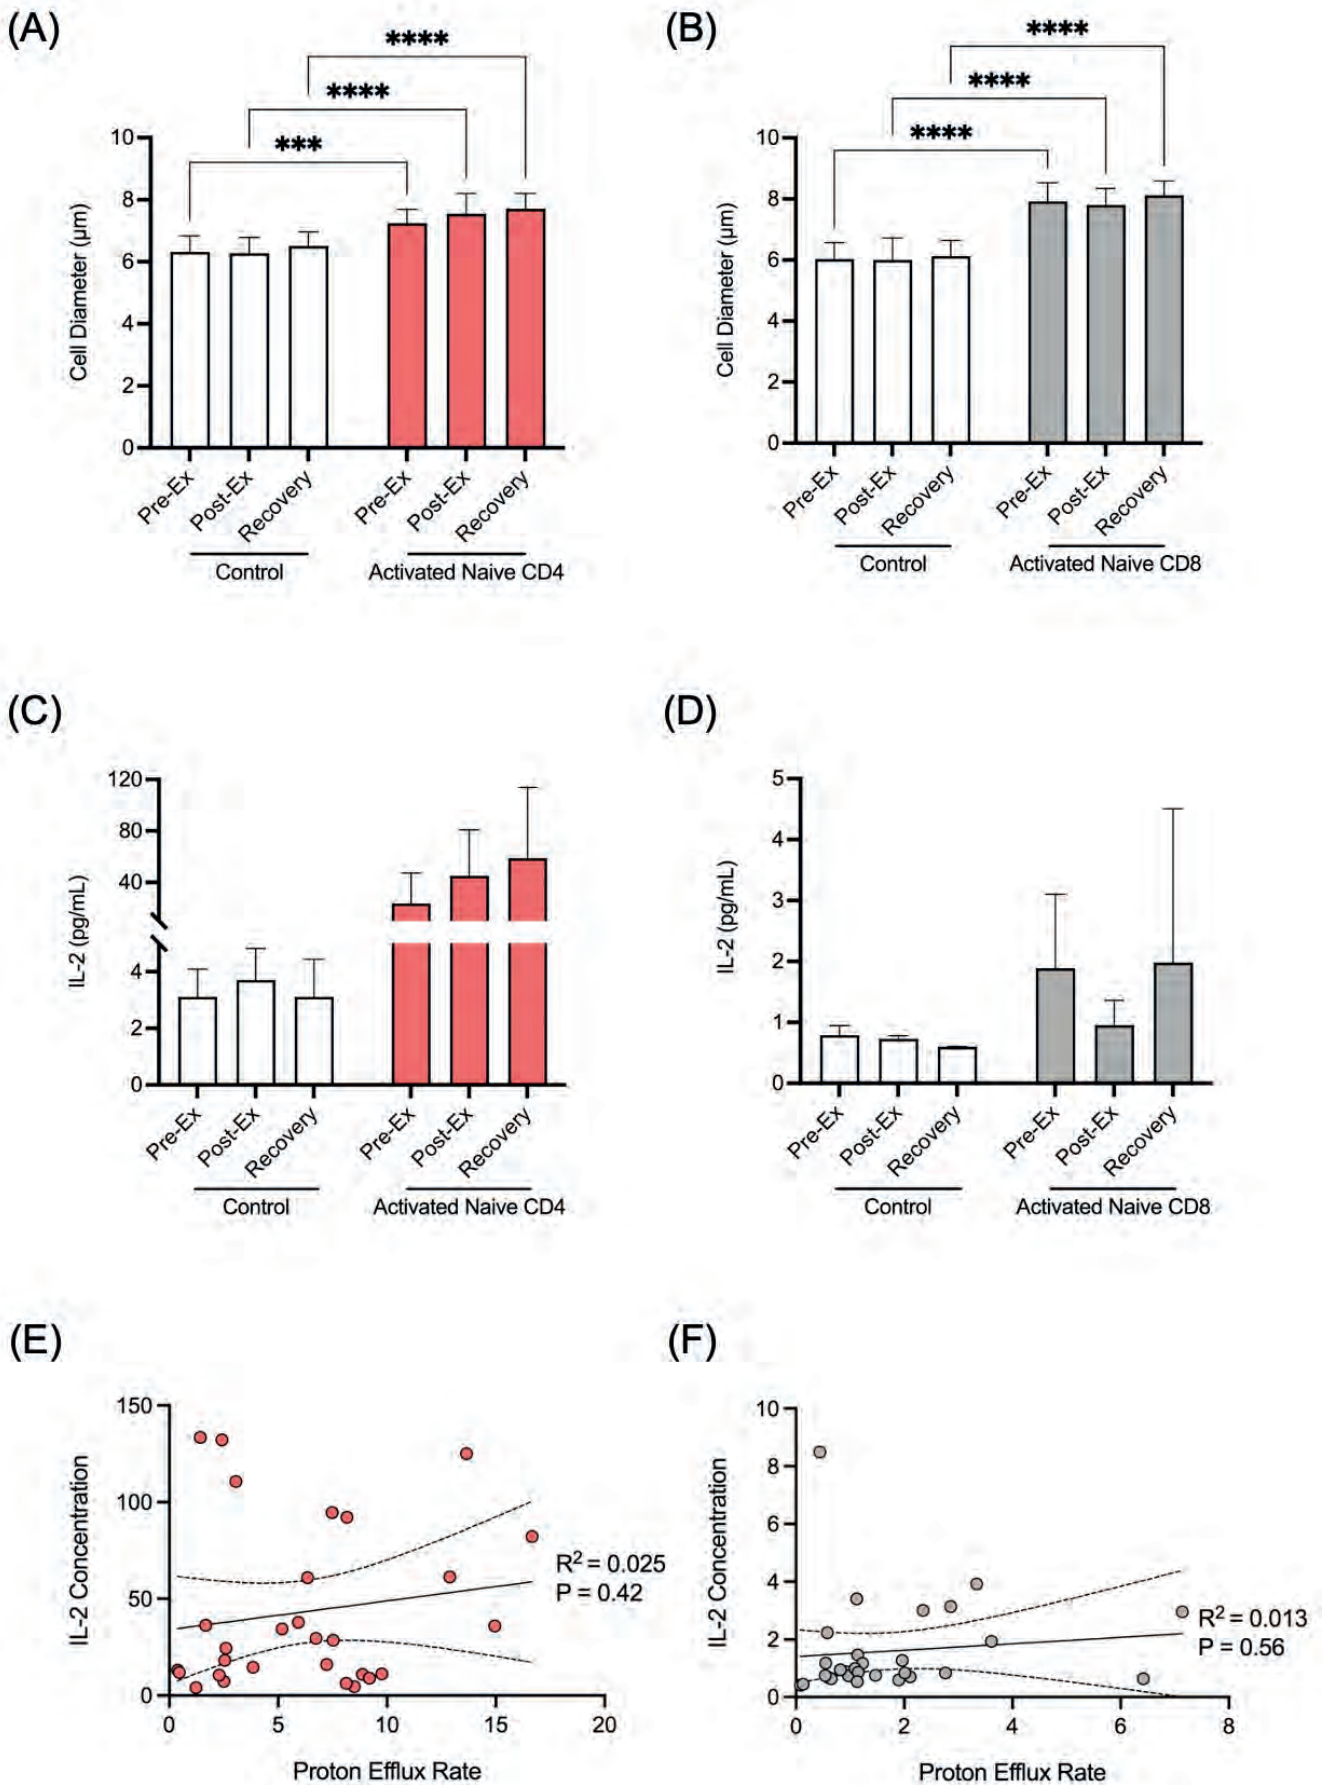 (A)
****
****
***
10
8
6
4
2
0
Cell Diameter (μm)
Pre-Ex
Post-Ex
Recovery
Pre-Ex
Post-Ex
Recovery
Control
Activated Naive CD4
(B)
****
****
****
10
8
6
4
2
0
Cell Diameter (μm)
Pre-Ex
Post-Ex
Recovery
Pre-Ex
Post-Ex
Recovery
Control
Activated Naive CD8
(C)
120
80
40
4
2
0
IL-2 (pg/mL)
Pre-Ex
Post-Ex
Recovery
Pre-Ex
Post-Ex
Recovery
Control
Activated Naive CD4
(D)
5
4
3
2
1
0
IL-2 (pg/mL)
Pre-Ex
Post-Ex
Recovery
Pre-Ex
Post-Ex
Recovery
Control
Activated Naive CD8
(E)
150
100
50
0
IL-2 Concentration
R² = 0.025
P = 0.42
0 5 10 15 20
Proton Efflux Rate
(F)
10
8
6
4
2
0
IL-2 Concentration
R² = 0.013
P = 0.56
0 2 4 6 8
Proton Efflux Rate